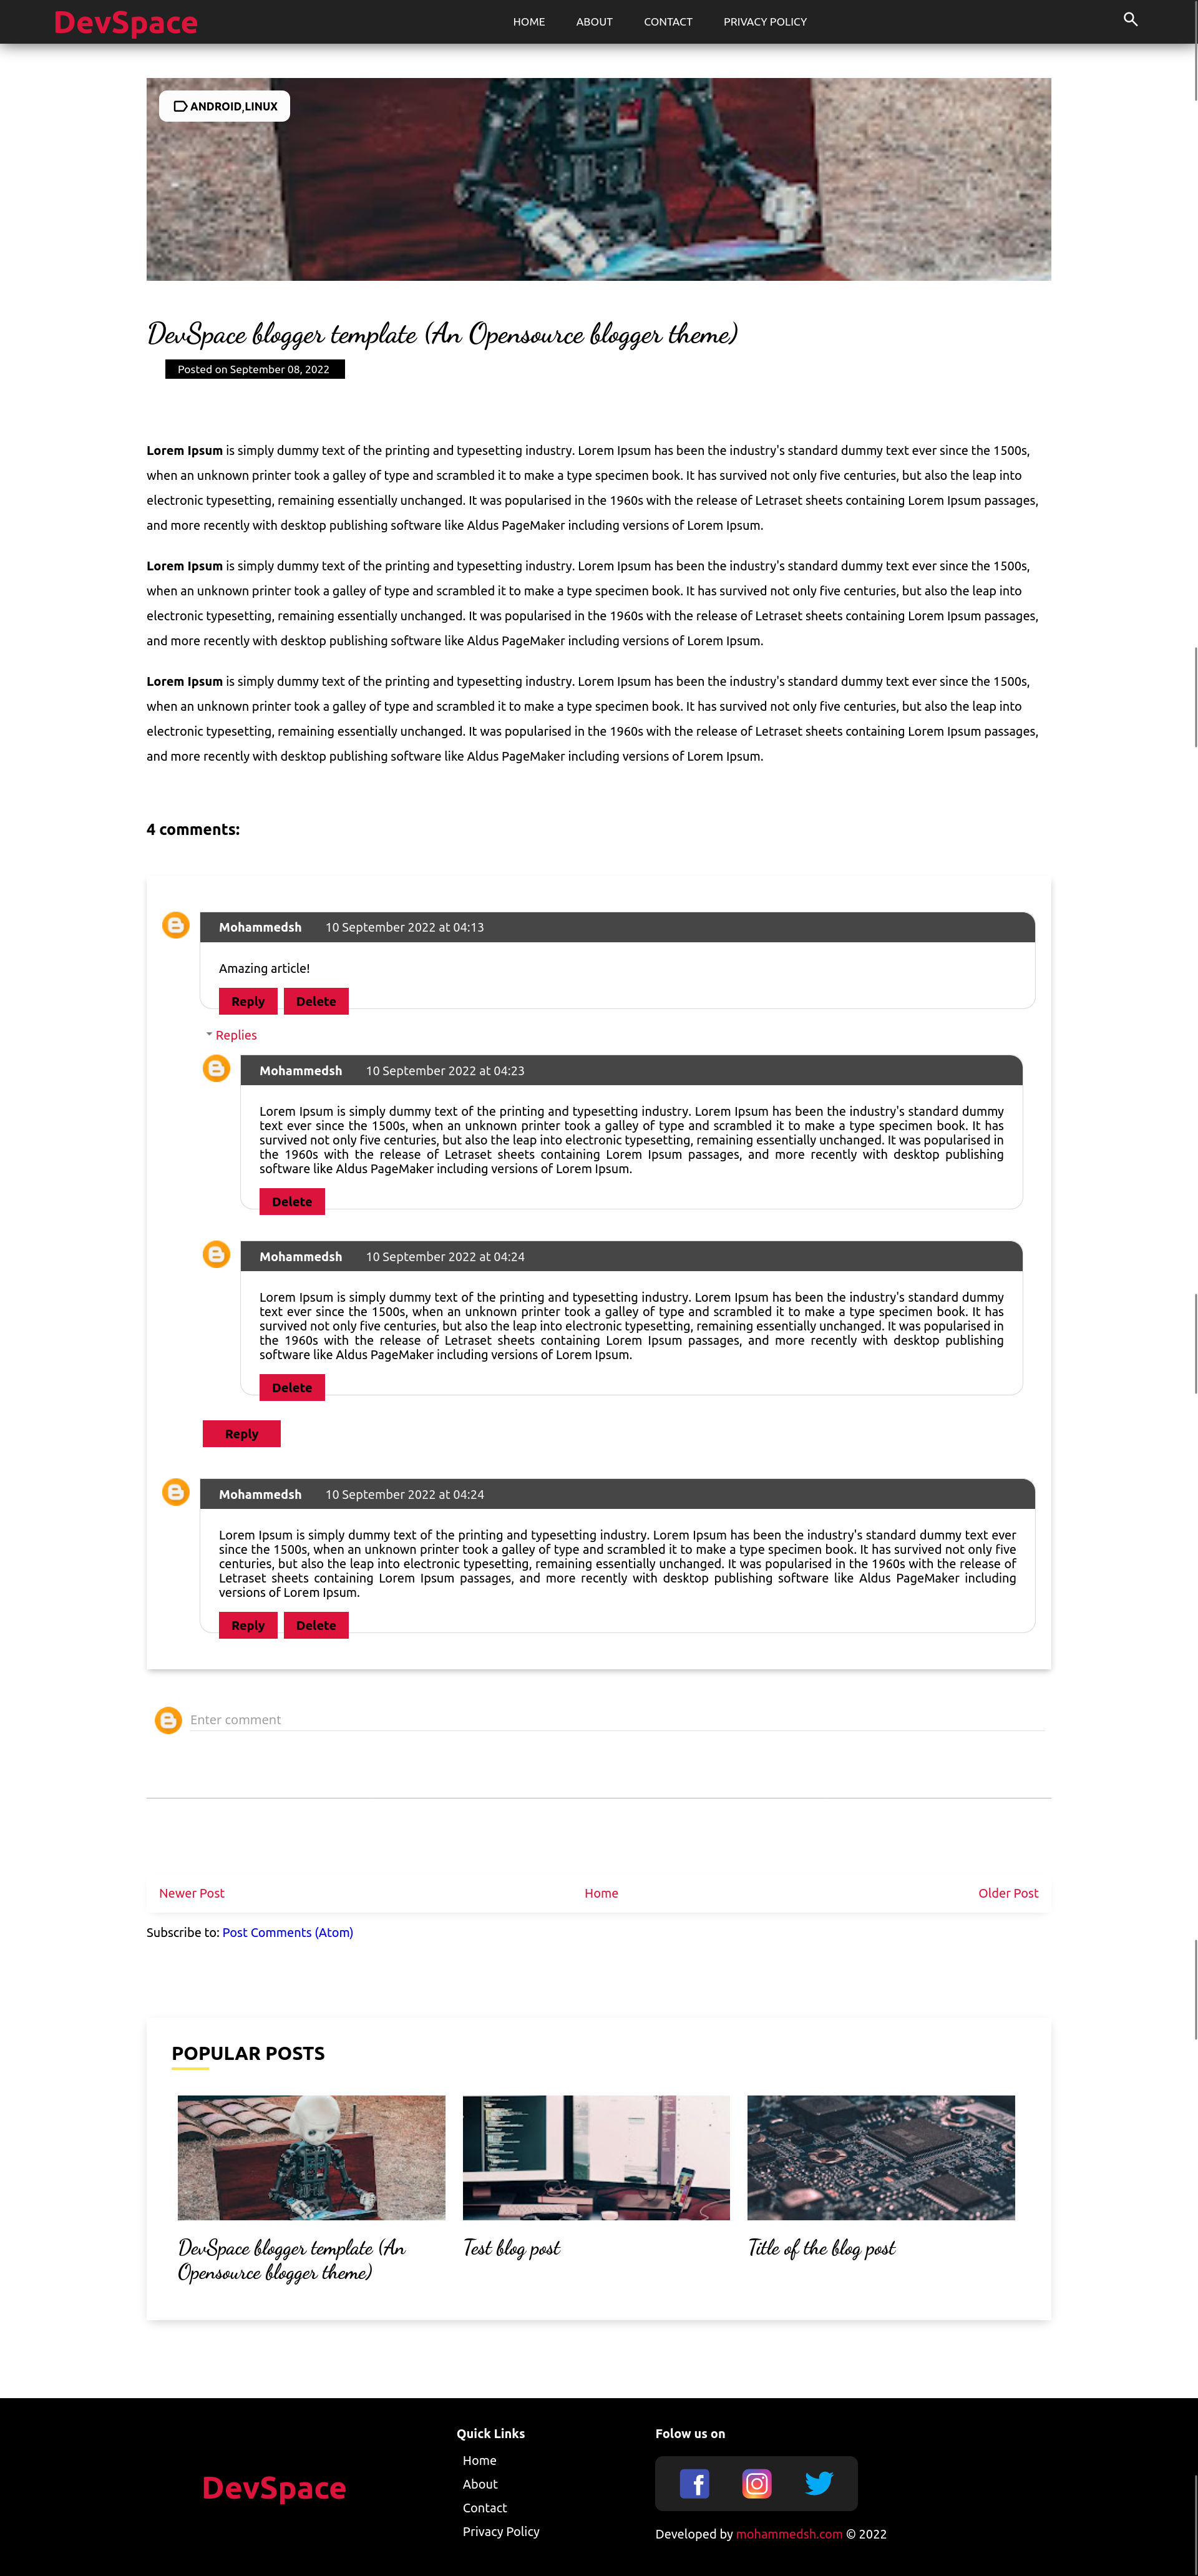 DevSpace
HOME ABOUT CONTACT PRIVACY POLICY
ANDROID,LINUX
DevSpace blogger template (An Opensource blogger theme)
Posted on September 08, 2022
Lorem Ipsum is simply dummy text of the printing and typesetting industry. Lorem Ipsum has been the industry's standard dummy text ever since the 1500s,
when an unknown printer took a galley of type and scrambled it to make a type specimen book. It has survived not only five centuries, but also the leap into
electronic typesetting, remaining essentially unchanged. It was popularised in the 1960s with the release of Letraset sheets containing Lorem Ipsum passages,
and more recently with desktop publishing software like Aldus PageMaker including versions of Lorem Ipsum.
Lorem Ipsum is simply dummy text of the printing and typesetting industry. Lorem Ipsum has been the industry's standard dummy text ever since the 1500s,
when an unknown printer took a galley of type and scrambled it to make a type specimen book. It has survived not only five centuries, but also the leap into
electronic typesetting, remaining essentially unchanged. It was popularised in the 1960s with the release of Letraset sheets containing Lorem Ipsum passages,
and more recently with desktop publishing software like Aldus PageMaker including versions of Lorem Ipsum.
Lorem Ipsum is simply dummy text of the printing and typesetting industry. Lorem Ipsum has been the industry's standard dummy text ever since the 1500s,
when an unknown printer took a galley of type and scrambled it to make a type specimen book. It has survived not only five centuries, but also the leap into
electronic typesetting, remaining essentially unchanged. It was popularised in the 1960s with the release of Letraset sheets containing Lorem Ipsum passages,
and more recently with desktop publishing software like Aldus PageMaker including versions of Lorem Ipsum.
4 comments:
Mohammedsh 10 September 2022 at 04:13
Amazing article!
Reply Delete
Replies
Mohammedsh 10 September 2022 at 04:23
Lorem Ipsum is simply dummy text of the printing and typesetting industry. Lorem Ipsum has been the industry's standard dummy
text ever since the 1500s, when an unknown printer took a galley of type and scrambled it to make a type specimen book. It has
survived not only five centuries, but also the leap into electronic typesetting, remaining essentially unchanged. It was popularised in
the 1960s with the release of Letraset sheets containing Lorem Ipsum passages, and more recently with desktop publishing
software like Aldus PageMaker including versions of Lorem Ipsum.
Delete
Mohammedsh 10 September 2022 at 04:24
Lorem Ipsum is simply dummy text of the printing and typesetting industry. Lorem Ipsum has been the industry's standard dummy
text ever since the 1500s, when an unknown printer took a galley of type and scrambled it to make a type specimen book. It has
survived not only five centuries, but also the leap into electronic typesetting, remaining essentially unchanged. It was popularised in
the 1960s with the release of Letraset sheets containing Lorem Ipsum passages, and more recently with desktop publishing
software like Aldus PageMaker including versions of Lorem Ipsum.
Delete
Reply
Mohammedsh 10 September 2022 at 04:24
Lorem Ipsum is simply dummy text of the printing and typesetting industry. Lorem Ipsum has been the industry's standard dummy text ever
since the 1500s, when an unknown printer took a galley of type and scrambled it to make a type specimen book. It has survived not only five
centuries, but also the leap into electronic typesetting, remaining essentially unchanged. It was popularised in the 1960s with the release of
Letraset sheets containing Lorem Ipsum passages, and more recently with desktop publishing software like Aldus PageMaker including
versions of Lorem Ipsum.
Reply Delete
Enter comment
Newer Post Home Older Post
Subscribe to: Post Comments (Atom)
POPULAR POSTS
DevSpace blogger template (An
Opensource blogger theme)
Test blog post
Title of the blog post
DevSpace
Quick Links
Home
About
Contact
Privacy Policy
Folow us on
Developed by mohammedsh.com © 2022